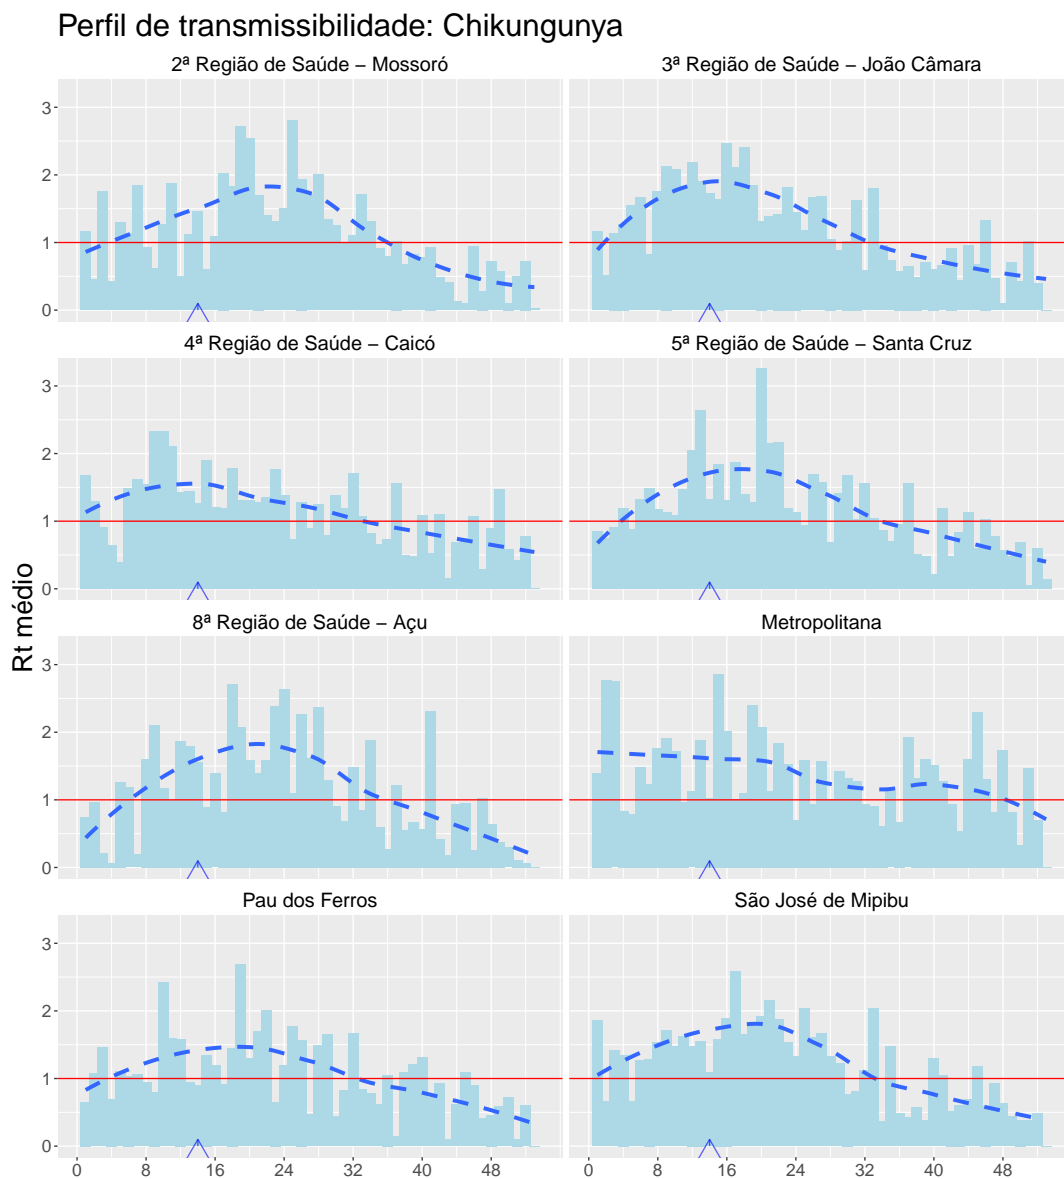 Perfil de transmissibilidade: Chikungunya
2ª Região de Saúde – Mossoró
3ª Região de Saúde – João Câmara
3
2
1
0
4ª Região de Saúde – Caicó
5ª Região de Saúde – Santa Cruz
3
2
1
0
Rt médio
8ª Região de Saúde – Açu
Metropolitana
3
2
1
0
Pau dos Ferros
São José de Mipibu
3
2
1
0
0 8 16 24 32 40 48
0 8 16 24 32 40 48